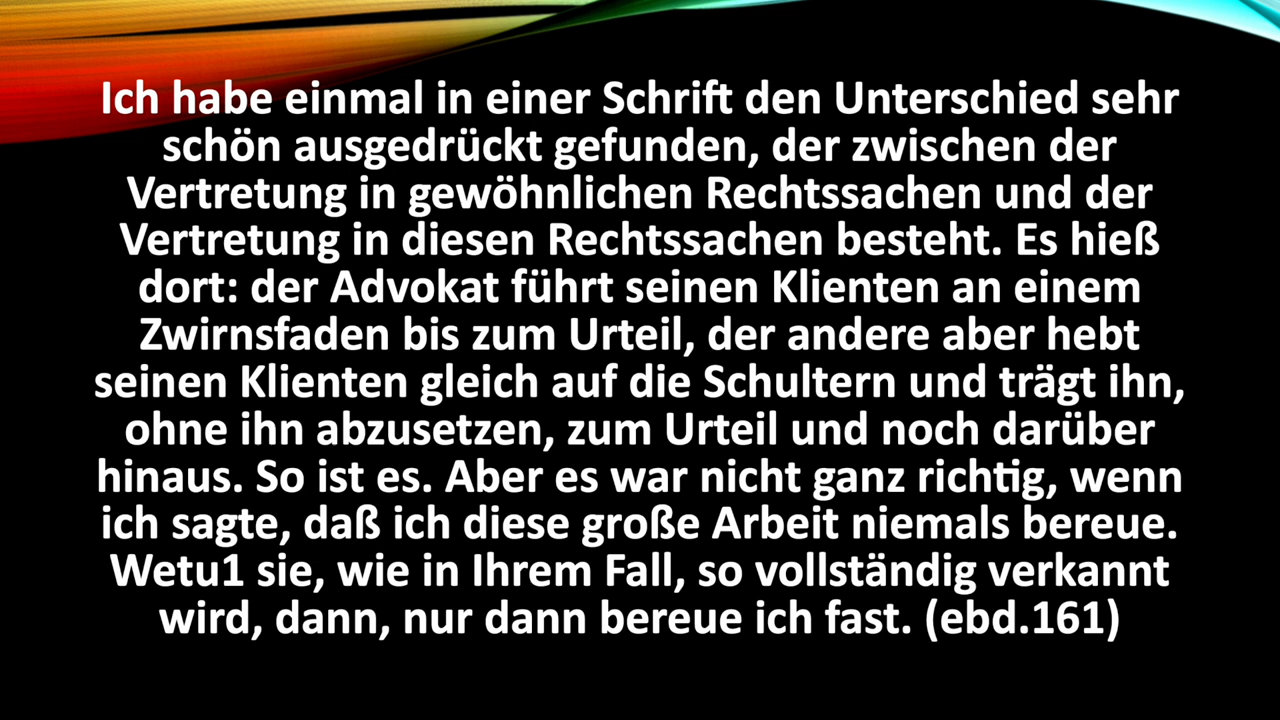 Ich habe einmal in einer Schrift den Unterschied sehr
schön ausgedrückt gefunden, der zwischen der
Vertretung in gewöhnlichen Rechtssachen und der
Vertretung in diesen Rechtssachen besteht. Es hieß
dort: der Advokat führt seinen Klienten an einem
Zwirnsfaden bis zum Urteil, der andere aber hebt
seinen Klienten gleich auf die Schultern und trägt ihn,
ohne ihn abzusetzen, zum Urteil und noch darüber
hinaus. So ist es. Aber es war nicht ganz richtig, wenn
ich sagte, daß ich diese große Arbeit niemals bereue.
Wetu1 sie, wie in Ihrem Fall, so vollständig verkannt
wird, dann, nur dann bereue ich fast. (ebd.161)